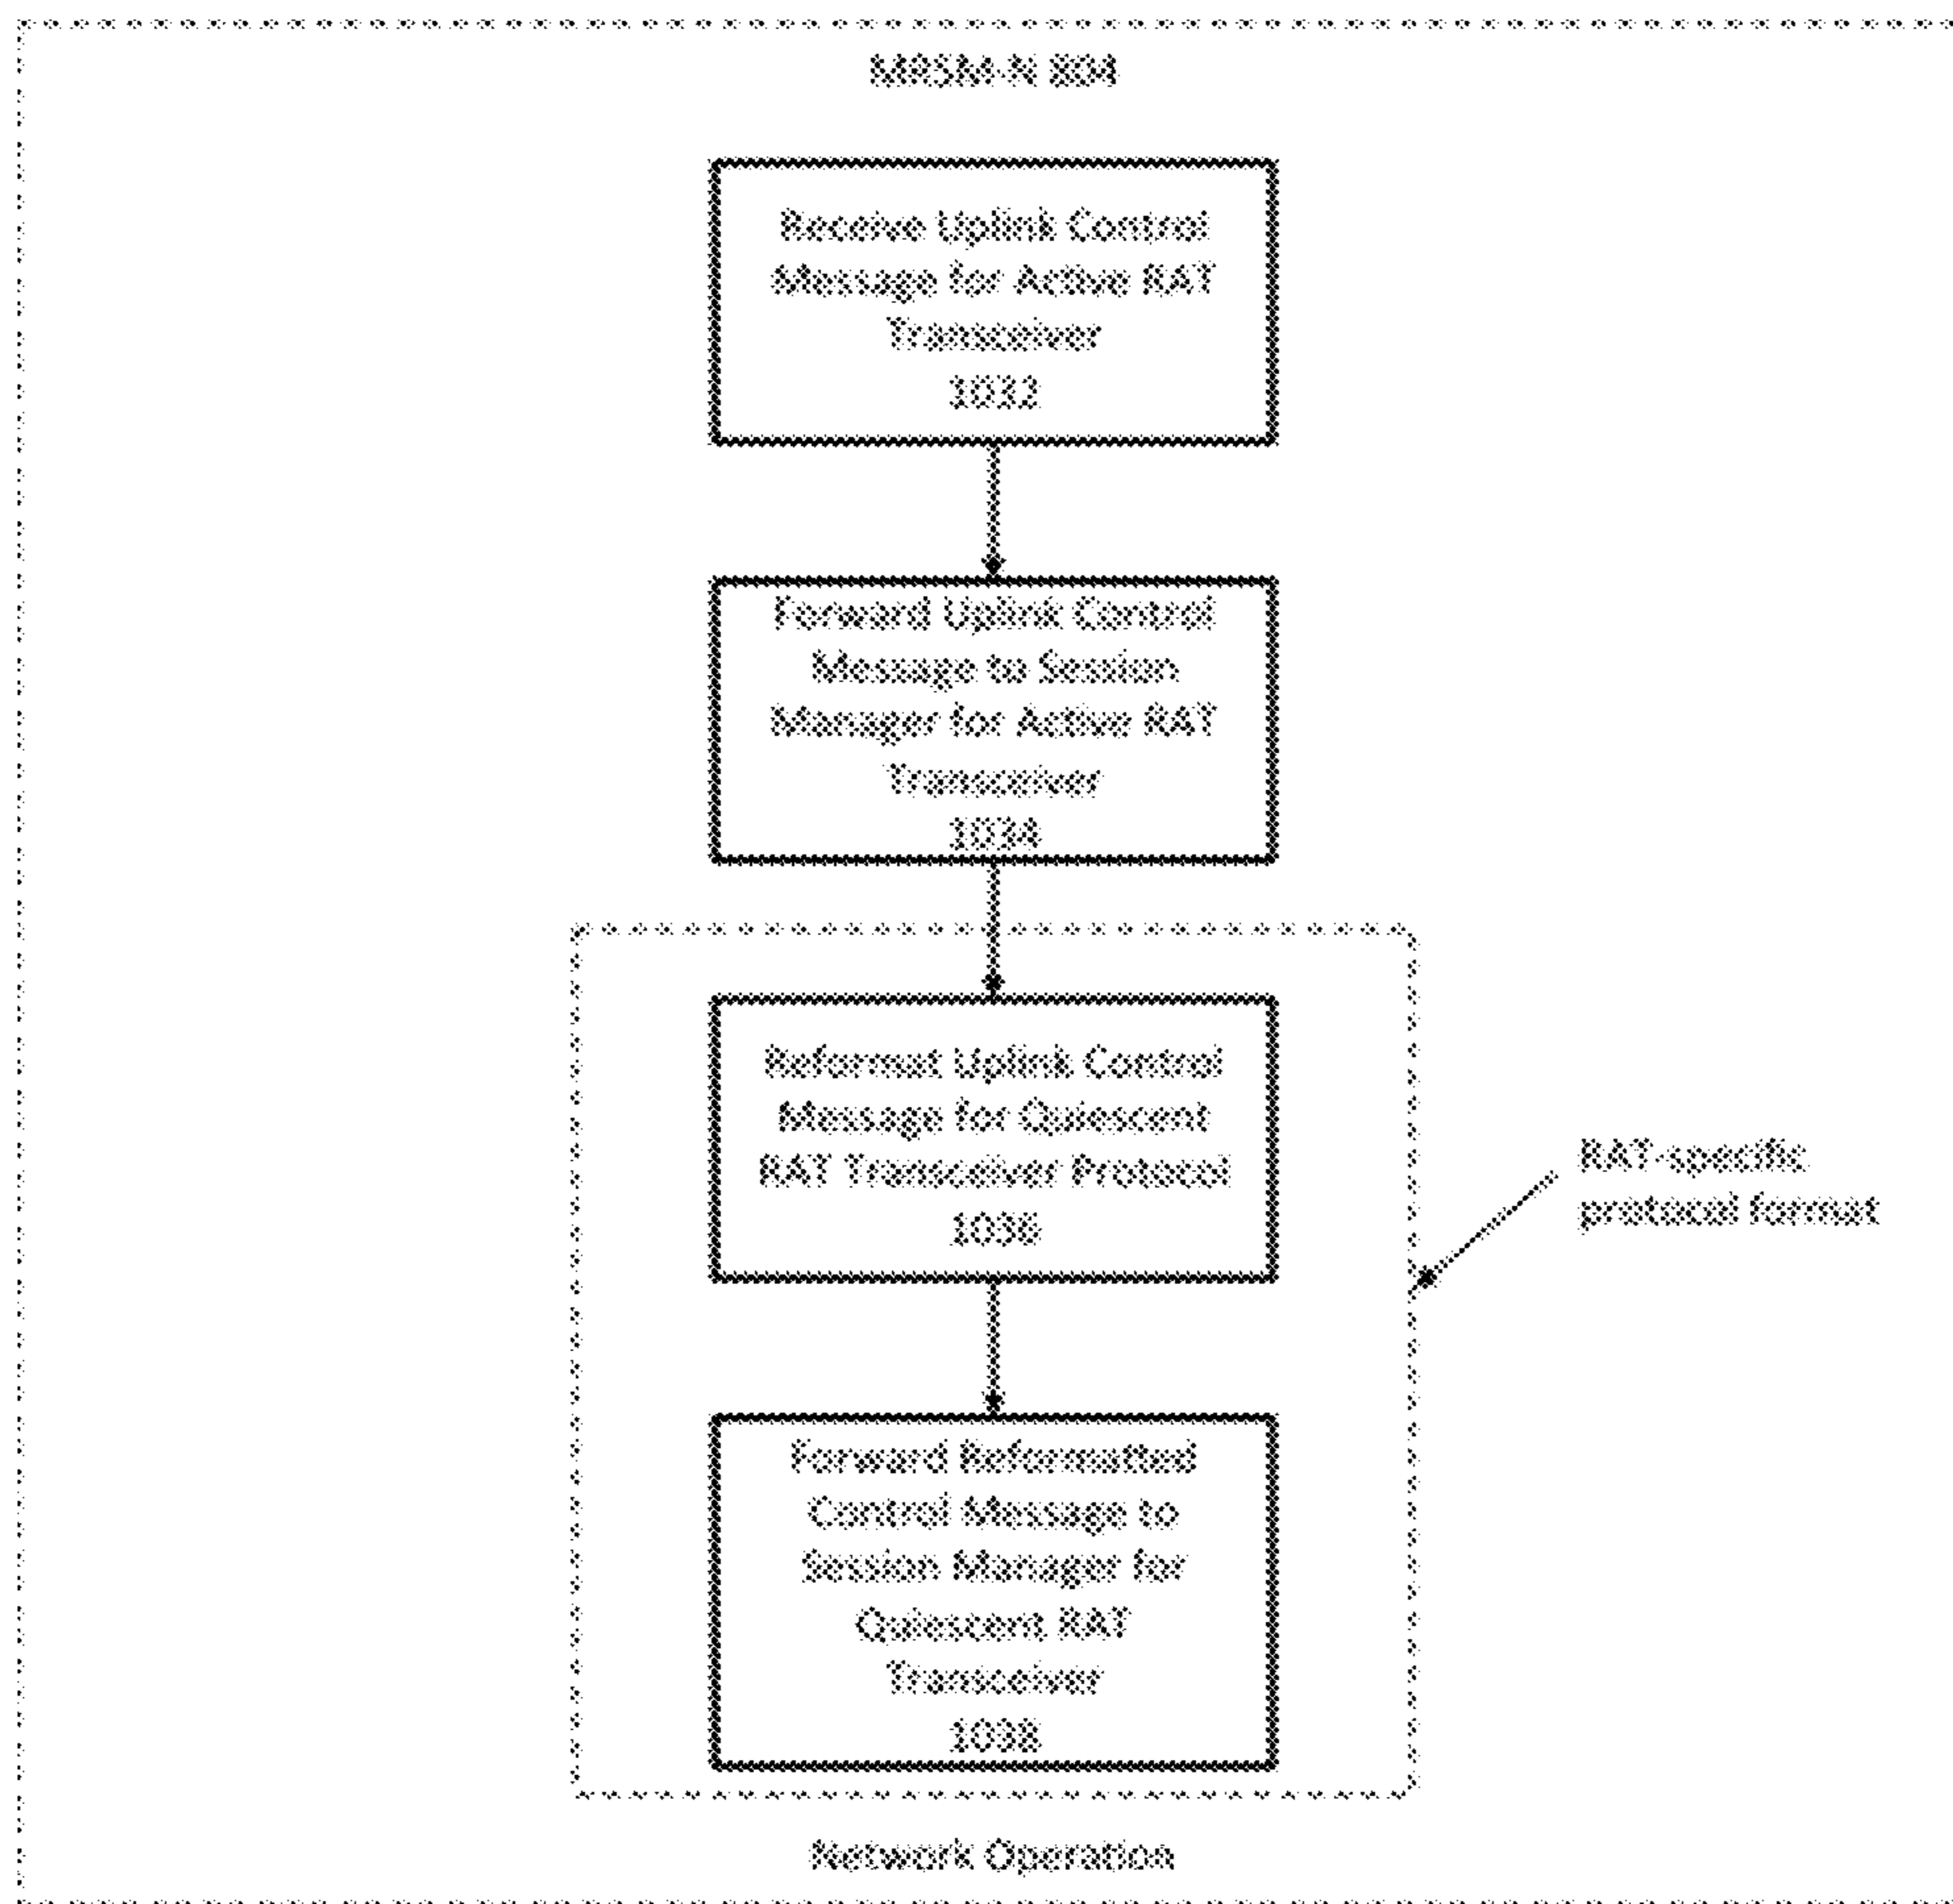 MRSM-N 804
Receive Uplink Control
Message for Active RAT
Transceiver
1032
Forward Uplink Control
Message to Session
Manager for Active RAT
Transceiver
1034
Reformat Uplink Control
Message for Quiescent
RAT Transceiver Protocol
1036
Forward Reformatted
Control Message to
Session Manager for
Quiescent RAT
Transceiver
1038
RAT-specific
protocol format
Network Operation